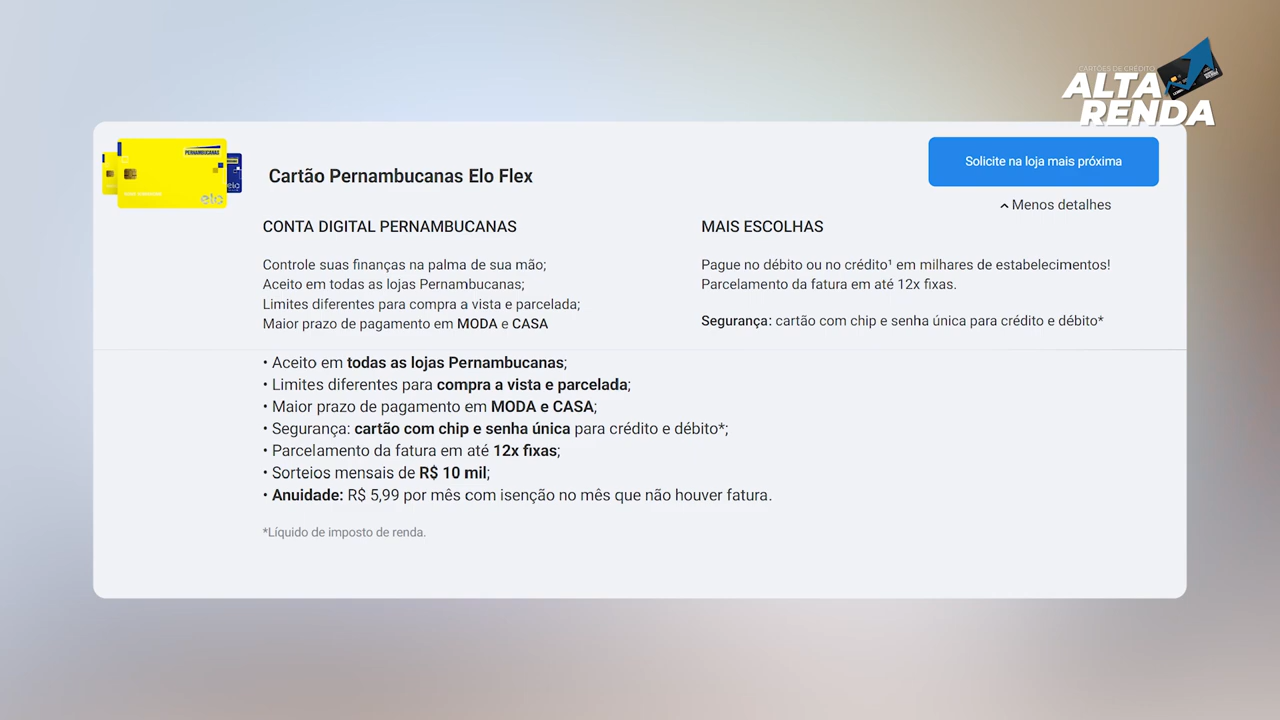 CARTÕES DE CRÉDITO
ALTA
RENDA
PERNAMBUCANAS
elo
elo
Cartão Pernambucanas Elo Flex
Solicite na loja mais próxima
Menos detalhes
CONTA DIGITAL PERNAMBUCANAS
Controle suas finanças na palma de sua mão;
Aceito em todas as lojas Pernambucanas;
Limites diferentes para compra a vista e parcelada;
Maior prazo de pagamento em MODA e CASA
MAIS ESCOLHAS
Pague no débito ou no crédito¹ em milhares de estabelecimentos!
Parcelamento da fatura em até 12x fixas.
Segurança: cartão com chip e senha única para crédito e débito*
• Aceito em todas as lojas Pernambucanas;
• Limites diferentes para compra a vista e parcelada;
• Maior prazo de pagamento em MODA e CASA;
• Segurança: cartão com chip e senha única para crédito e débito*;
• Parcelamento da fatura em até 12x fixas;
• Sorteios mensais de R$ 10 mil;
• Anuidade: R$ 5,99 por mês com isenção no mês que não houver fatura.
*Líquido de imposto de renda.